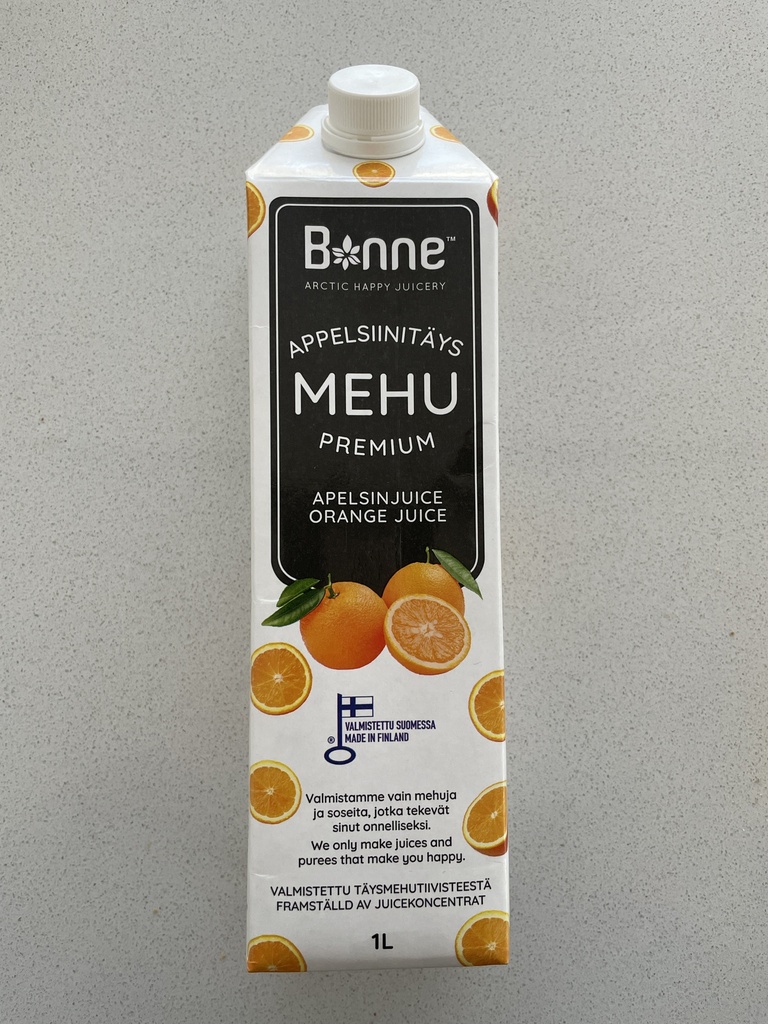 Bonne™
ARCTIC HAPPY JUICERY
APPELSIINITÄYS
MEHU
PREMIUM
APELSINJUICE
ORANGE JUICE
VALMISTETTU SUOMESSA
® MADE IN FINLAND
Valmistamme vain mehuja
ja soseita, jotka tekevät
sinut onnelliseksi.
We only make juices and
purees that make you happy.
VALMISTETTU TÄYSMEHUTIIVISTEESTÄ
FRAMSTÄLLD AV JUICEKONCENTRAT
1L